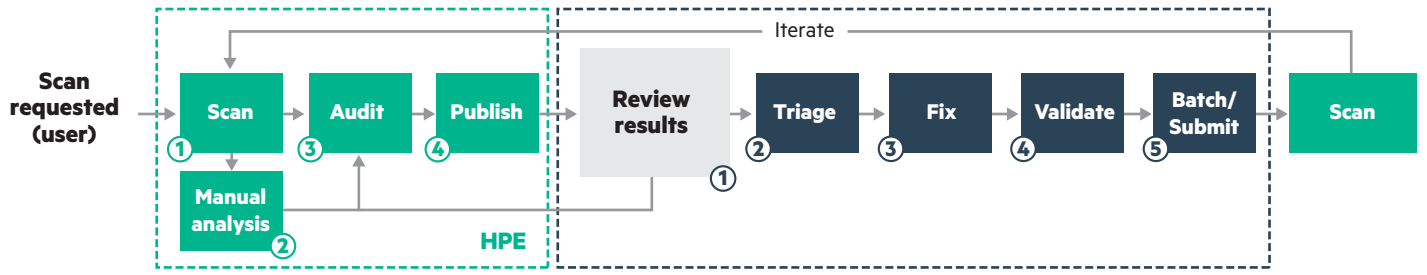 Iterate
Scan
requested
(user)
Scan
1
Audit
3
Publish
4
Manual
analysis
2
HPE
Review
results
1
Triage
2
Fix
3
Validate
4
Batch/
Submit
5
Scan